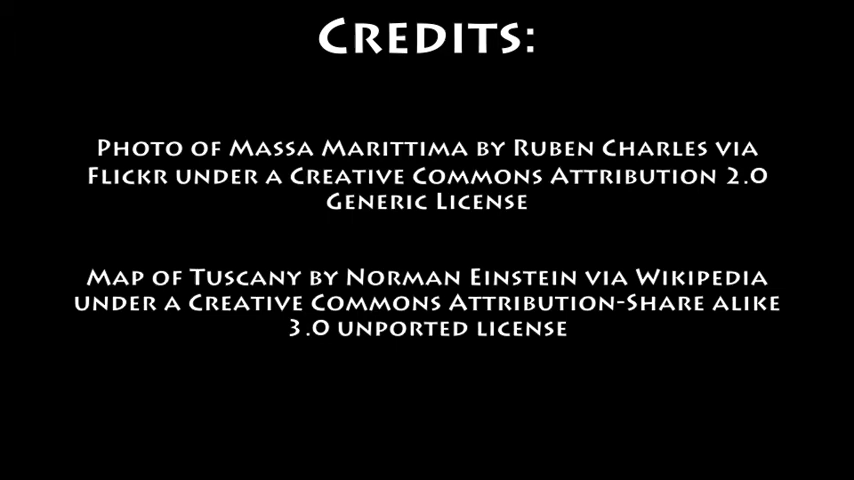 Credits:
Photo of Massa Marittima by Ruben Charles via
Flickr under a Creative Commons Attribution 2.0
Generic License
Map of Tuscany by Norman Einstein via Wikipedia
under a Creative Commons Attribution-Share alike
3.0 unported license